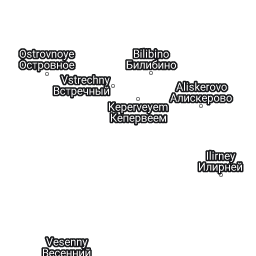 Ostrovnoye
Островное
Bilibino
Билибино
Vstrechny
Встречный
Aliskerovo
Алискерово
Keperveyem
Кепервеем
Ilirney
Илирней
Vesenny
Весенний